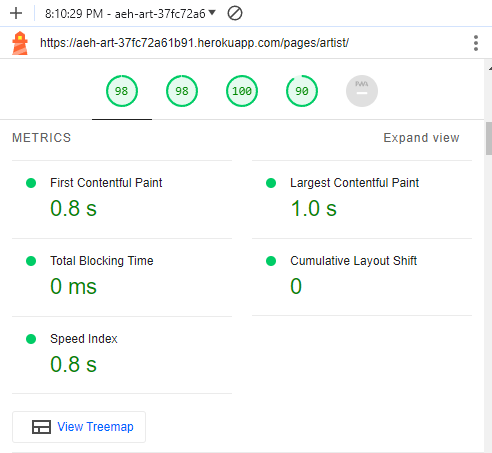 8:10:29 PM - aeh-art-37fc72a6
https://aeh-art-37fc72a61b91.herokuapp.com/pages/artist/
98 98 100 90 PWA
METRICS Expand view
First Contentful Paint Largest Contentful Paint
0.8 s 1.0 s
Total Blocking Time Cumulative Layout Shift
0 ms 0
Speed Index
0.8 s
View Treemap